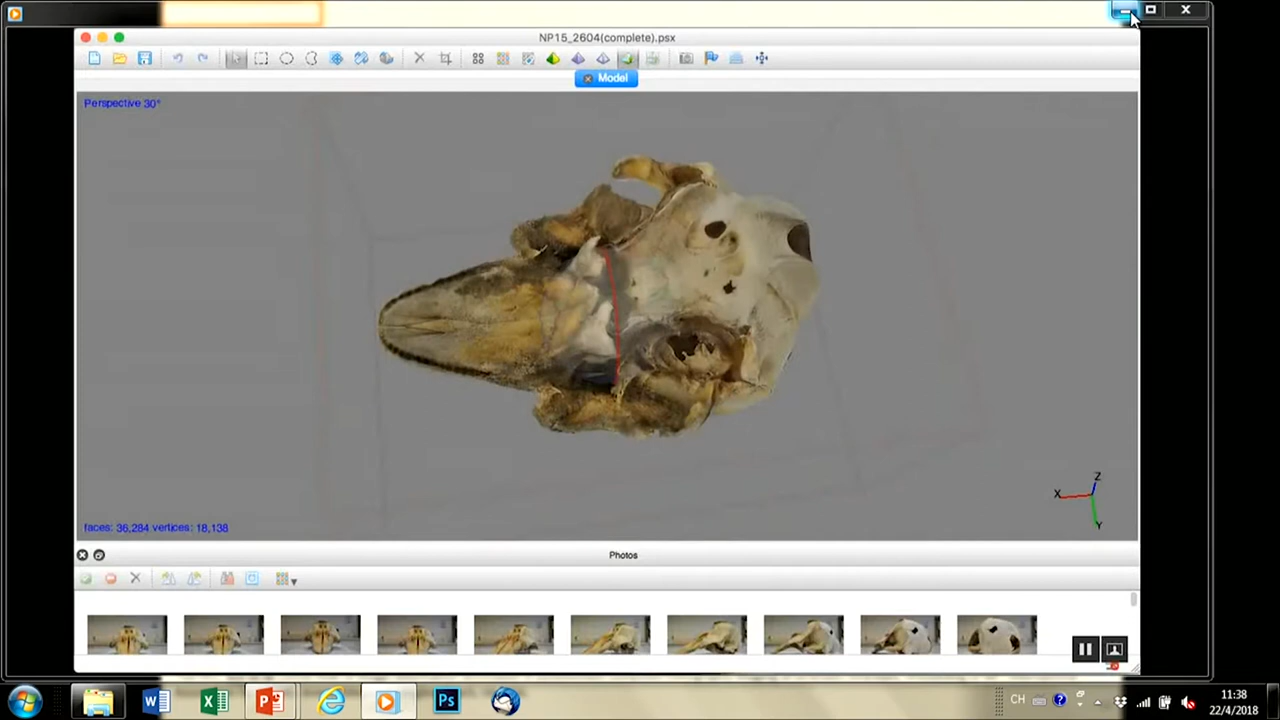 NP15_2604(complete).psx
Model
Perspective 30°
Z
X
Y
faces: 36,284 vertices: 18,138
Photos
W
X
P
e
Ps
CH
?
11:38
22/4/2018